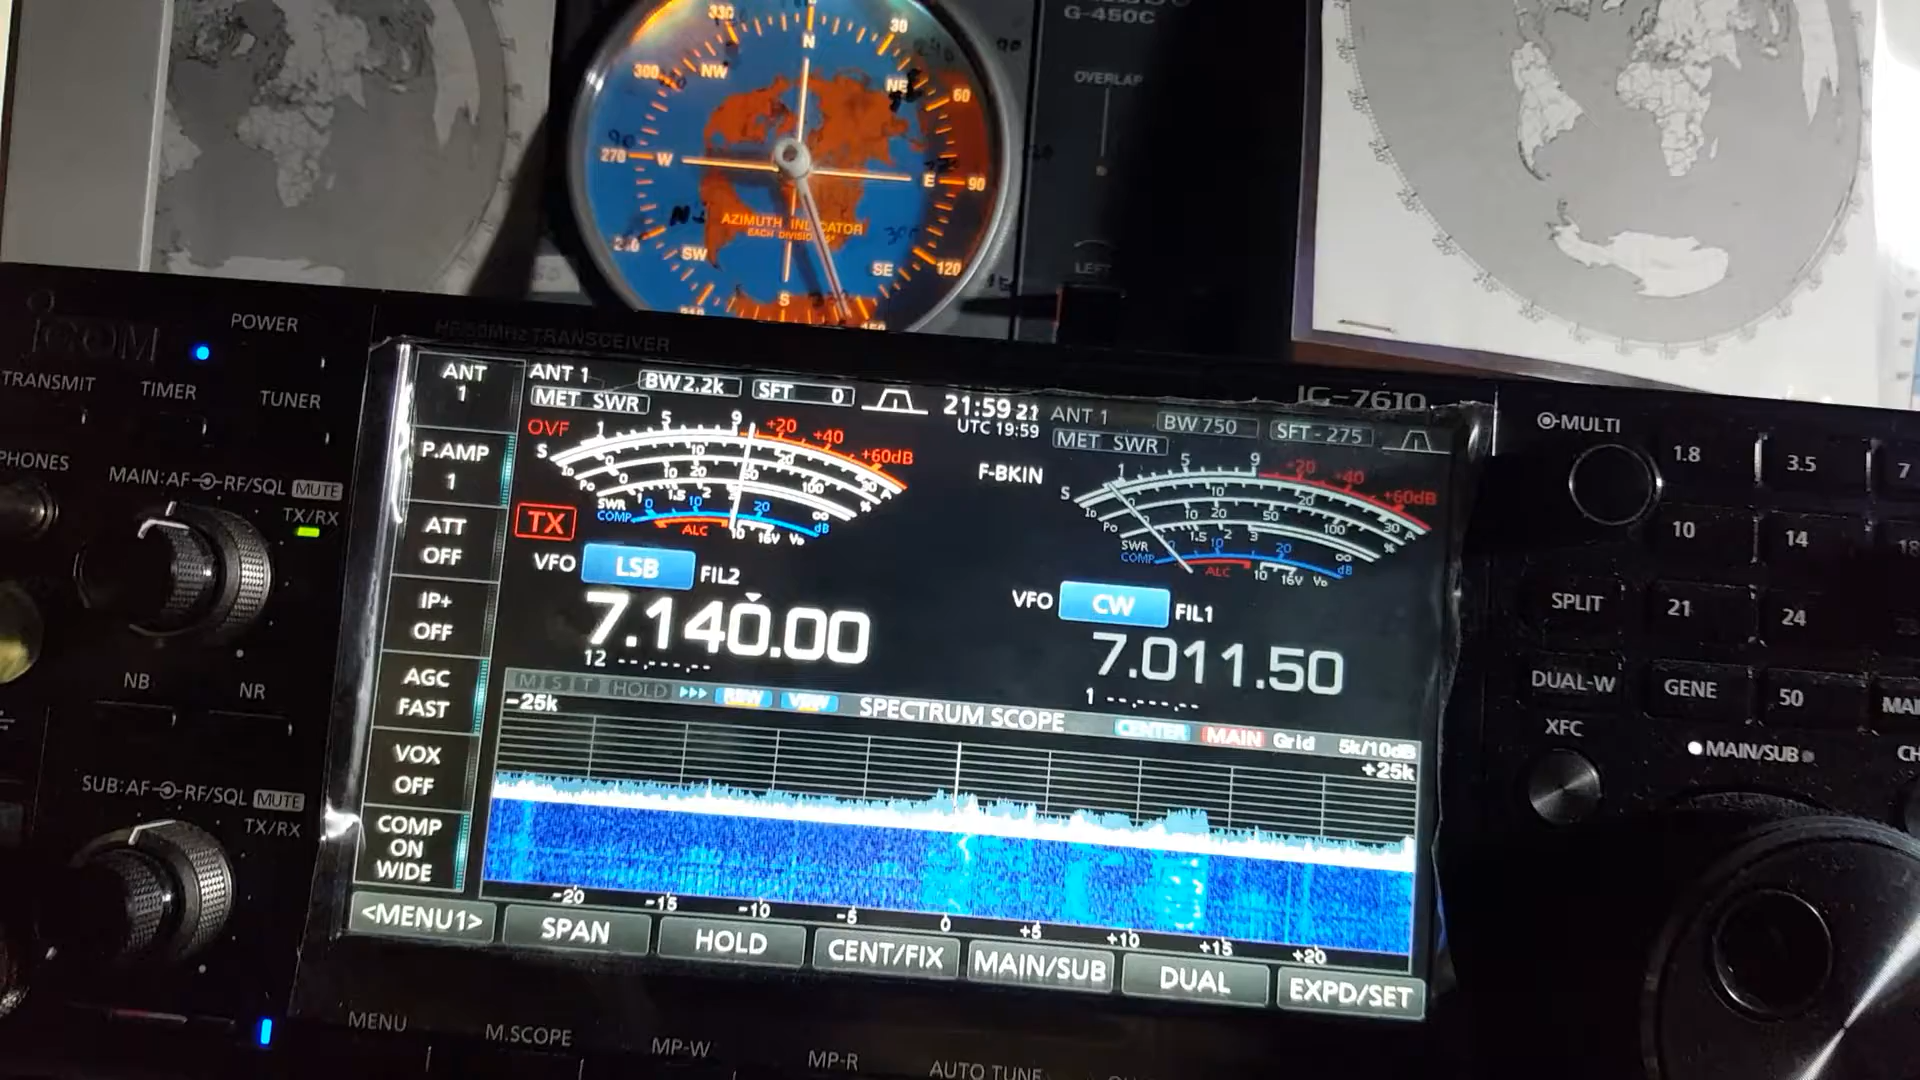 G-450C
OVERLAP
LEFT
330
N
30
300
NW
NE
60
270
W
E
90
AZIMUTH INDICATOR
SW
SE
120
S
150
ICOM
HF/50MHz TRANSCEIVER
IC-7610
POWER
TRANSMIT
TIMER
TUNER
PHONES
MAIN:AF RF/SQL MUTE
TX/RX
NB
NR
SUB:AF RF/SQL MUTE
TX/RX
ANT
1
P.AMP
1
ATT
OFF
IP+
OFF
AGC
FAST
VOX
OFF
COMP
ON
WIDE
ANT 1
BW 2.2k
SFT 0
MET SWR
21:59 21
UTC 19:59
ANT 1
BW 750
SFT - 275
MET SWR
OVF
S
1 5 9 +20 +40 +60dB
Po
SWR
COMP
ALC
dB
TX
F-BKIN
S
1 5 9 +20 +40 +60dB
Po
SWR
COMP
ALC
dB
VFO LSB FIL2
7.140.00
12 --.---.--
VFO CW FIL1
7.011.50
1 --.---.--
M S T HOLD
SPECTRUM SCOPE
CENTER MAIN Grid 5k/10dB
-25k
+25k
-20 -15 -10 -5 0 +5 +10 +15 +20
<MENU1> SPAN HOLD CENT/FIX MAIN/SUB DUAL EXPD/SET
MENU
M.SCOPE
MP-W
MP-R
AUTO TUNE
MULTI
1.8
3.5
7
10
14
18
SPLIT
21
24
DUAL-W
GENE
50
XFC
MAIN/SUB